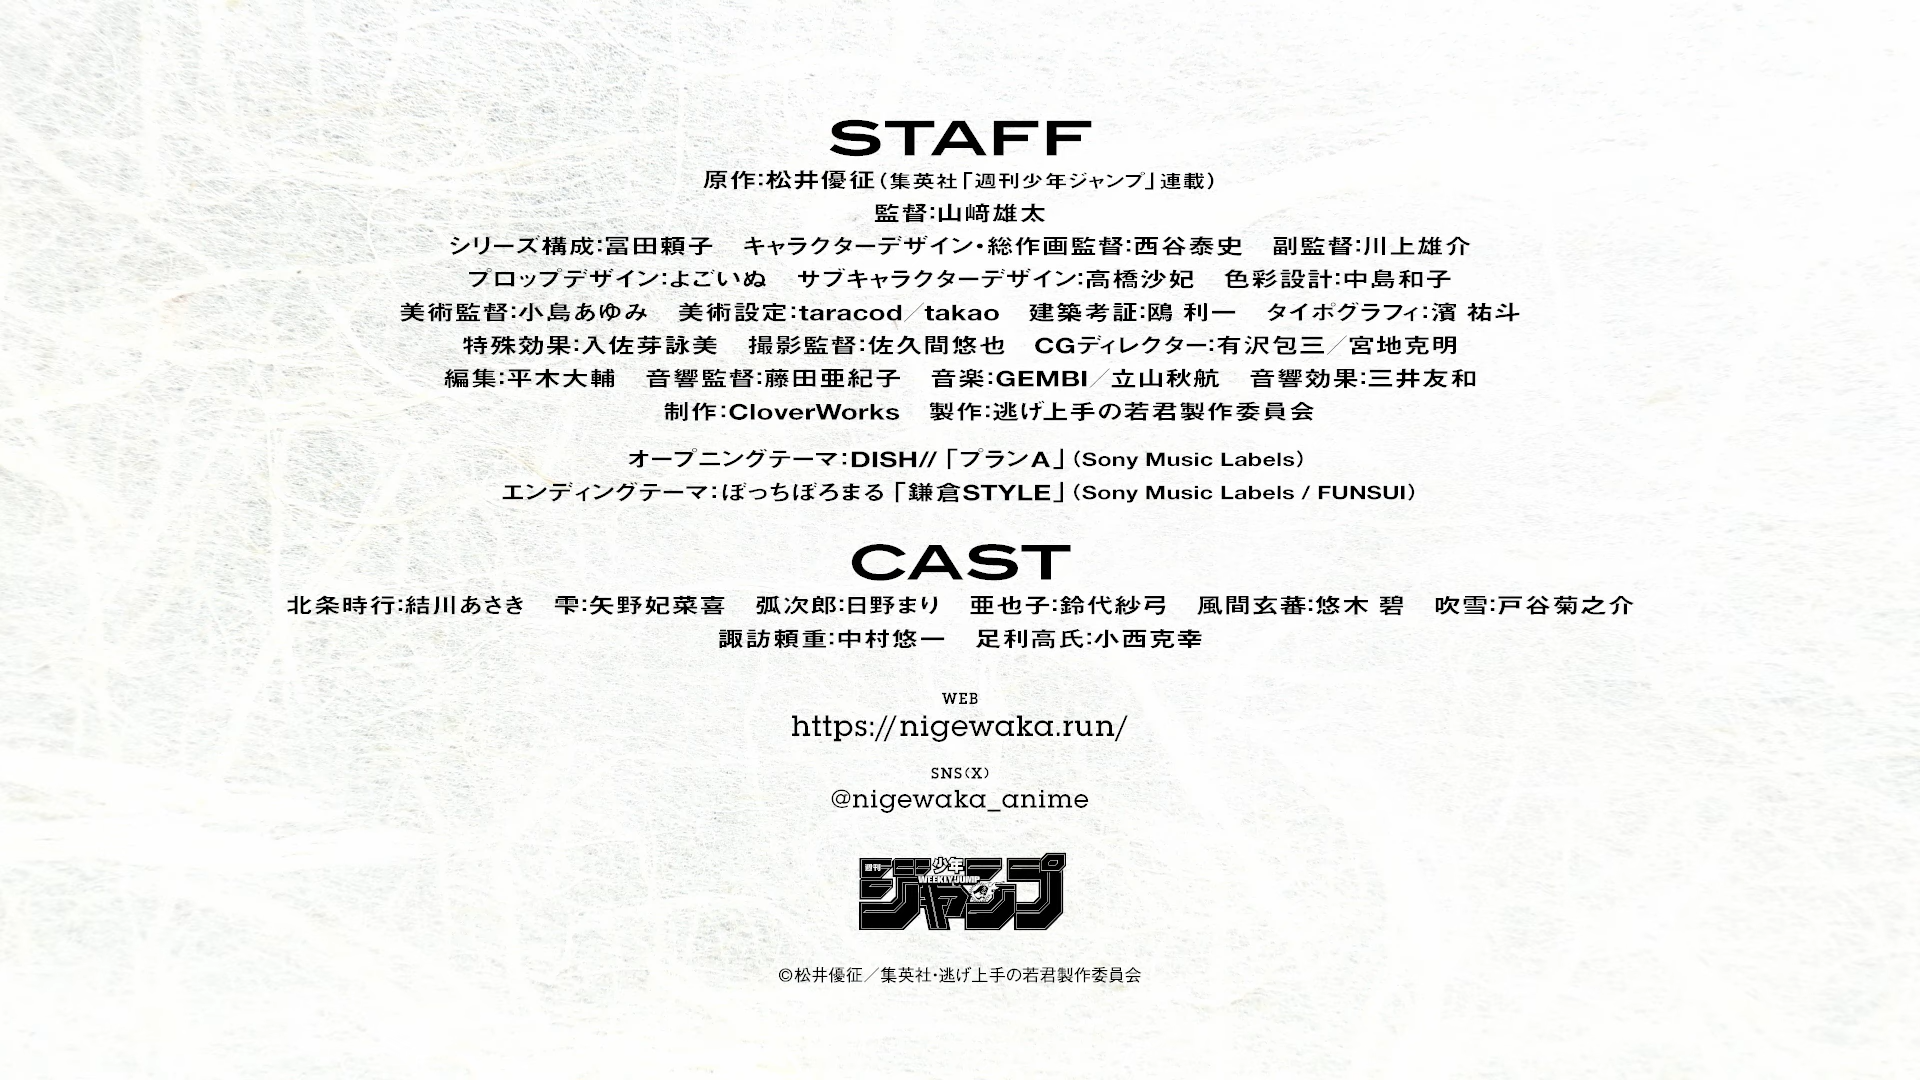 STAFF
原作：松井優征（集英社「週刊少年ジャンプ」連載）
監督：山﨑雄太
シリーズ構成：冨田頼子　キャラクターデザイン・総作画監督：西谷泰史　副監督：川上雄介
プロップデザイン：よごいぬ　サブキャラクターデザイン：高橋沙妃　色彩設計：中島和子
美術監督：小島あゆみ　美術設定：taracod／takao　建築考証：鴎 利一　タイポグラフィ：濱 祐斗
特殊効果：入佐芽詠美　撮影監督：佐久間悠也　CGディレクター：有沢包三／宮地克明
編集：平木大輔　音響監督：藤田亜紀子　音楽：GEMBI／立山秋航　音響効果：三井友和
制作：CloverWorks　製作：逃げ上手の若君製作委員会
オープニングテーマ：DISH//「プランA」（Sony Music Labels）
エンディングテーマ：ぼっちぼろまる「鎌倉STYLE」（Sony Music Labels / FUNSUI）
CAST
北条時行：結川あさき　雫：矢野妃菜喜　弧次郎：日野まり　亜也子：鈴代紗弓　風間玄蕃：悠木 碧　吹雪：戸谷菊之介
諏訪頼重：中村悠一　足利高氏：小西克幸
WEB
https://nigewaka.run/
SNS（X）
@nigewaka_anime
週刊少年ジャンプ
WEEKLY JUMP
©松井優征／集英社・逃げ上手の若君製作委員会